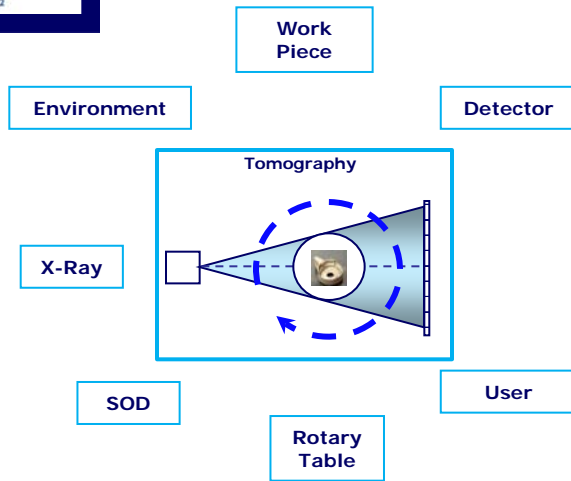 Work
Piece
Environment
Detector
Tomography
X-Ray
SOD
User
Rotary
Table